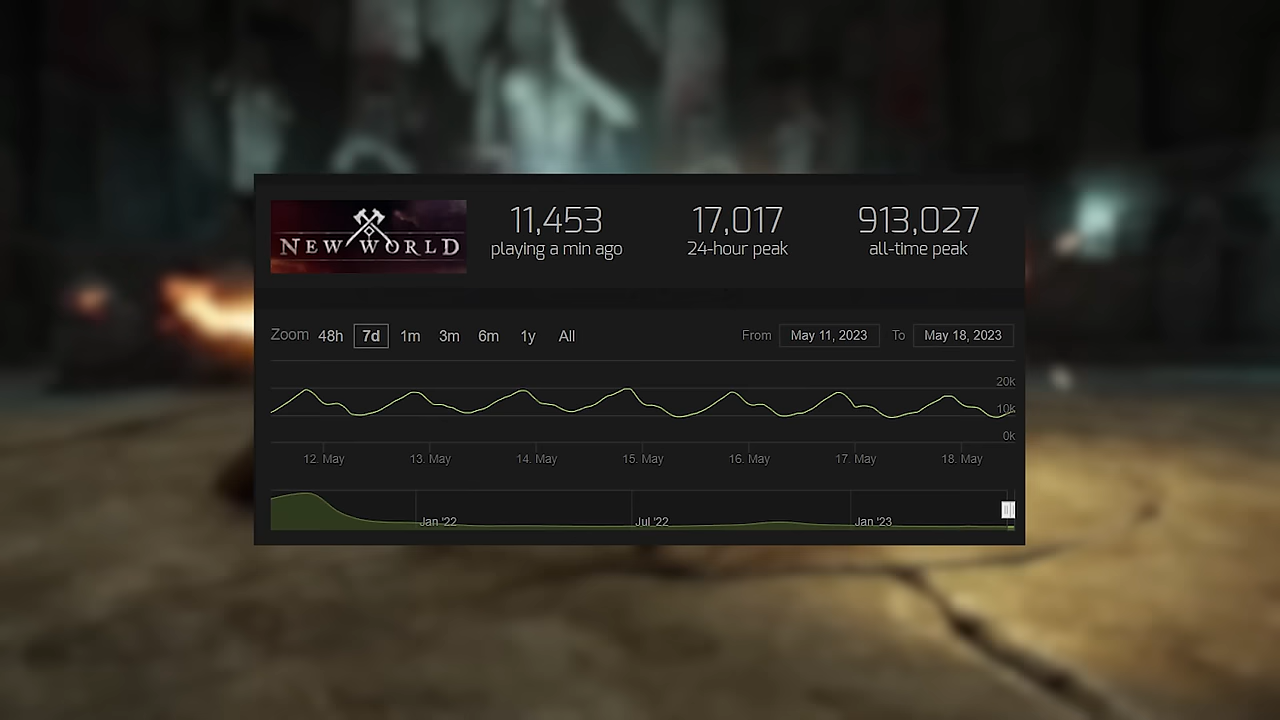 NEW WORLD
11,453
playing a min ago
17,017
24-hour peak
913,027
all-time peak
Zoom 48h 7d 1m 3m 6m 1y All
From May 11, 2023 To May 18, 2023
20k
10k
0k
12. May 13. May 14. May 15. May 16. May 17. May 18. May
Jan '22 Jul '22 Jan '23